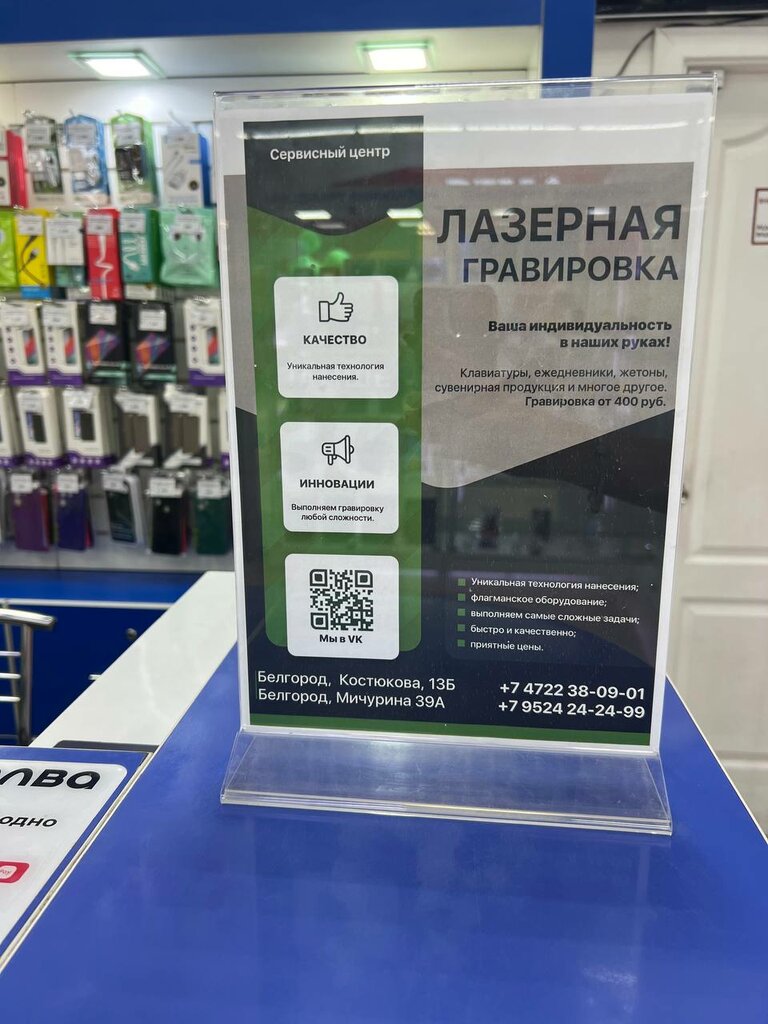 Сервисный центр
ЛАЗЕРНАЯ
ГРАВИРОВКА
Ваша индивидуальность
в наших руках!
Клавиатуры, ежедневники, жетоны,
сувенирная продукция и многое другое.
Гравировка от 400 руб.
КАЧЕСТВО
Уникальная технология
нанесения.
ИННОВАЦИИ
Выполняем гравировку
любой сложности.
Мы в VK
Уникальная технология нанесения;
флагманское оборудование;
выполняем самые сложные задачи;
быстро и качественно;
приятные цены.
Белгород, Костюкова, 13Б
Белгород, Мичурина 39А
+7 4722 38-09-01
+7 9524 24-24-99